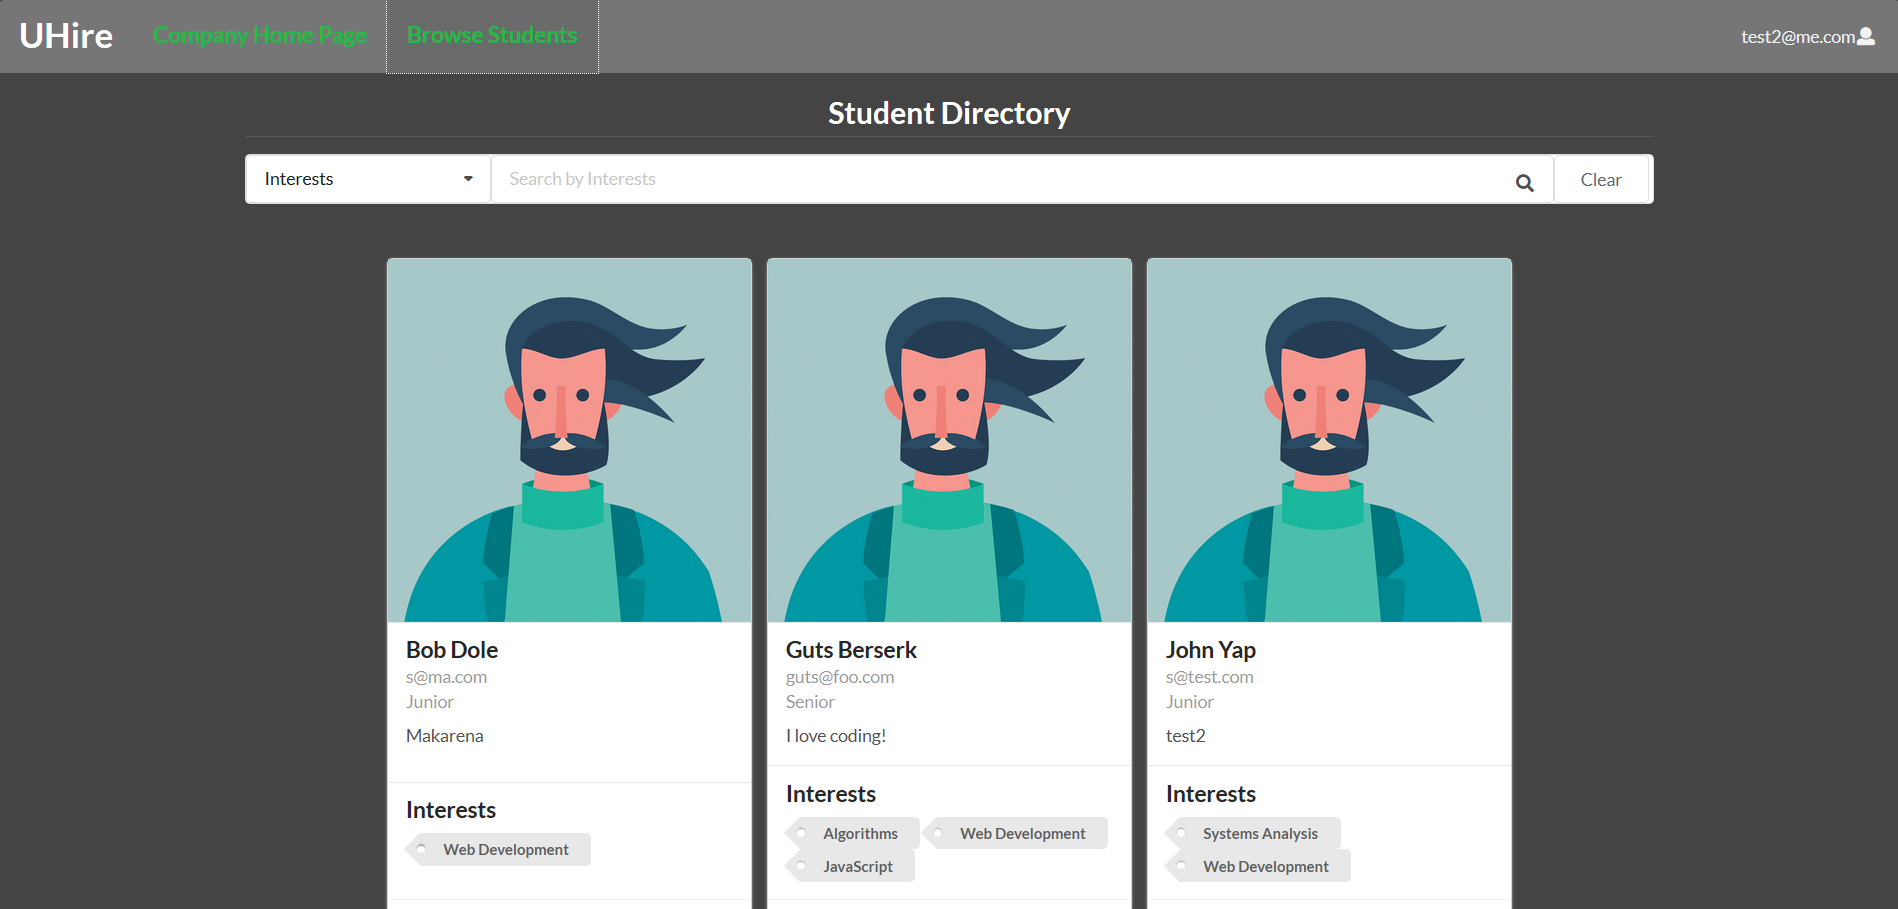 UHire Company Home Page Browse Students test2@me.com
Student Directory
Interests Search by Interests Clear
Bob Dole
s@ma.com
Junior
Makarena
Interests
Web Development
Guts Berserk
guts@foo.com
Senior
I love coding!
Interests
Algorithms Web Development
JavaScript
John Yap
s@test.com
Junior
test2
Interests
Systems Analysis
Web Development